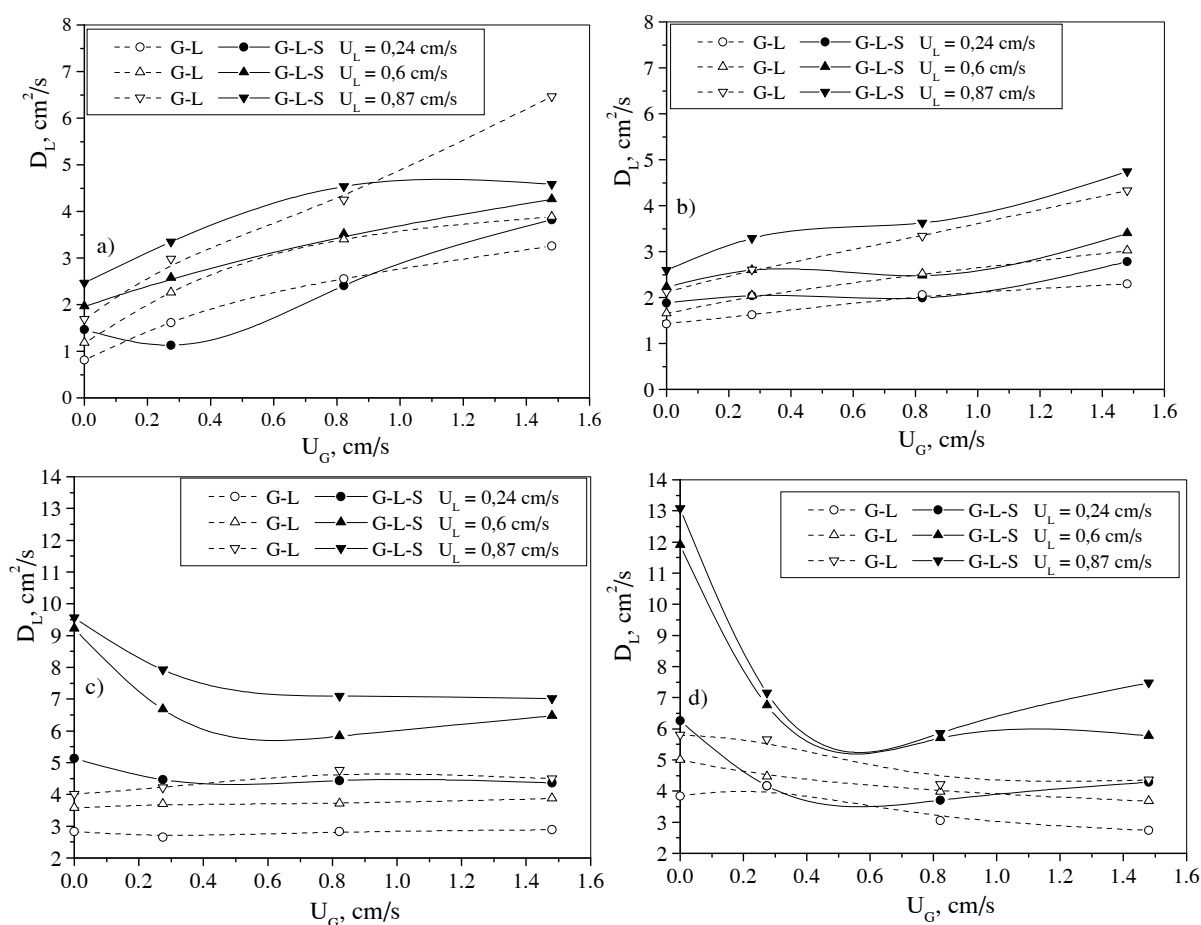 8
7
6
5
4
3
2
1
0
D_L, cm²/s
G-L G-L-S U_L = 0,24 cm/s
G-L G-L-S U_L = 0,6 cm/s
G-L G-L-S U_L = 0,87 cm/s
a)
0.0 0.2 0.4 0.6 0.8 1.0 1.2 1.4 1.6
U_G, cm/s
8
7
6
5
4
3
2
1
0
D_L, cm²/s
G-L G-L-S U_L = 0,24 cm/s
G-L G-L-S U_L = 0,6 cm/s
G-L G-L-S U_L = 0,87 cm/s
b)
0.0 0.2 0.4 0.6 0.8 1.0 1.2 1.4 1.6
U_G, cm/s
14
13
12
11
10
9
8
7
6
5
4
3
2
D_L, cm²/s
G-L G-L-S U_L = 0,24 cm/s
G-L G-L-S U_L = 0,6 cm/s
G-L G-L-S U_L = 0,87 cm/s
c)
0.0 0.2 0.4 0.6 0.8 1.0 1.2 1.4 1.6
U_G, cm/s
14
13
12
11
10
9
8
7
6
5
4
3
2
D_L, cm²/s
G-L G-L-S U_L = 0,24 cm/s
G-L G-L-S U_L = 0,6 cm/s
G-L G-L-S U_L = 0,87 cm/s
d)
0.0 0.2 0.4 0.6 0.8 1.0 1.2 1.4 1.6
U_G, cm/s